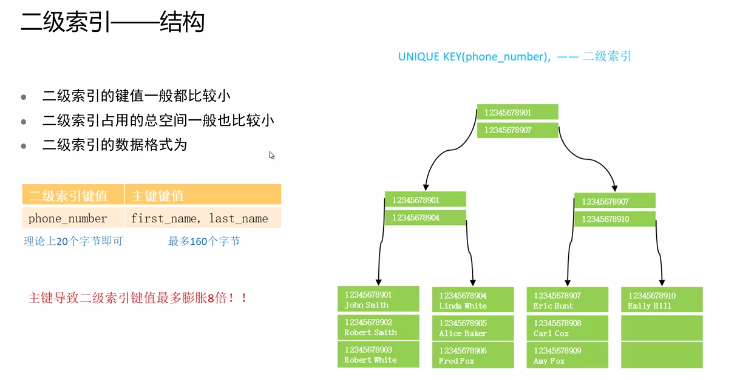 二级索引——结构
UNIQUE KEY(phone_number), —— 二级索引
二级索引的键值一般都比较小
二级索引占用的总空间一般也比较小
二级索引的数据格式为
二级索引键值 主键键值
phone_number first_name, last_name
理论上20个字节即可 最多160个字节
主键导致二级索引键值最多膨胀8倍！！
12345678901
12345678907
12345678901
12345678904
12345678907
12345678910
12345678901
John Smith
12345678902
Robert Smith
12345678903
Robert White
12345678904
Linda White
12345678905
Alice Baker
12345678906
Fred Fox
12345678907
Eric Hunt
12345678908
Carl Cox
12345678909
Amy Fox
12345678910
Emily Hill